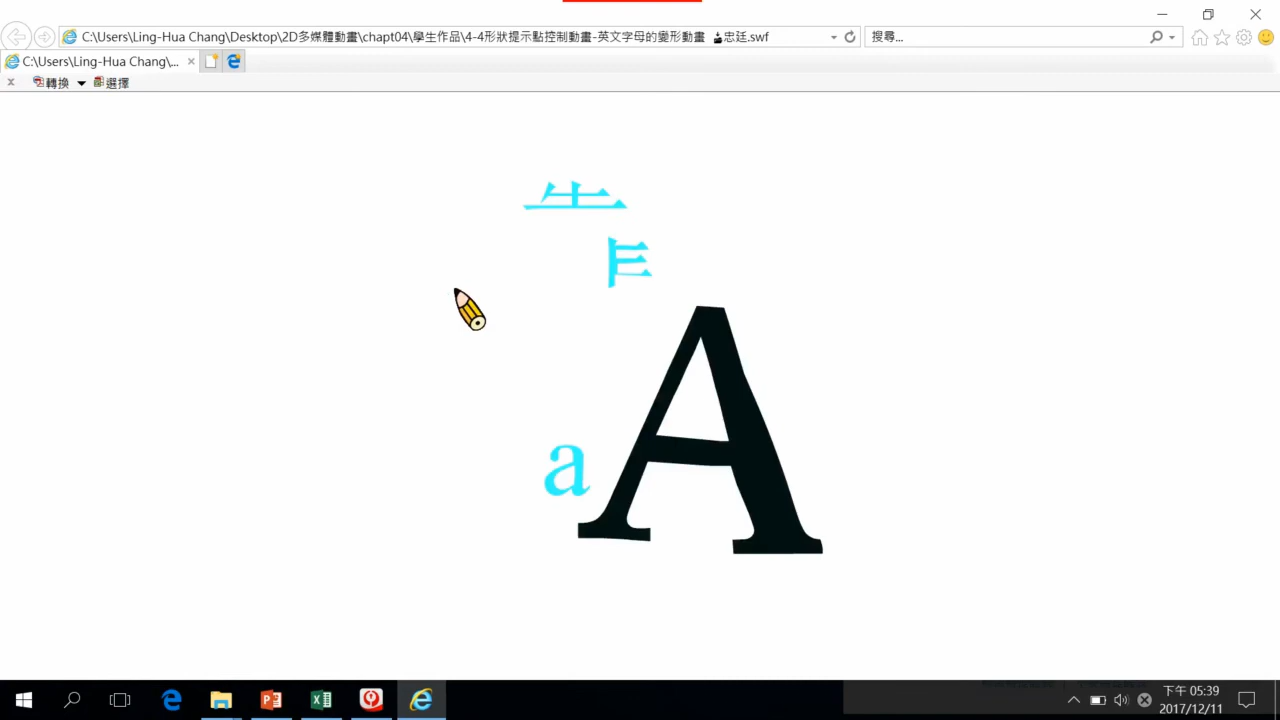 C:\Users\Ling-Hua Chang\Desktop\2D多媒體動畫\chapt04\學生作品\4-4形狀提示點控制動畫-英文字母的變形動畫
忠廷.swf
搜尋...
C:\Users\Ling-Hua Chang\...
轉換
選擇
A
a
下午 05:39
2017/12/11